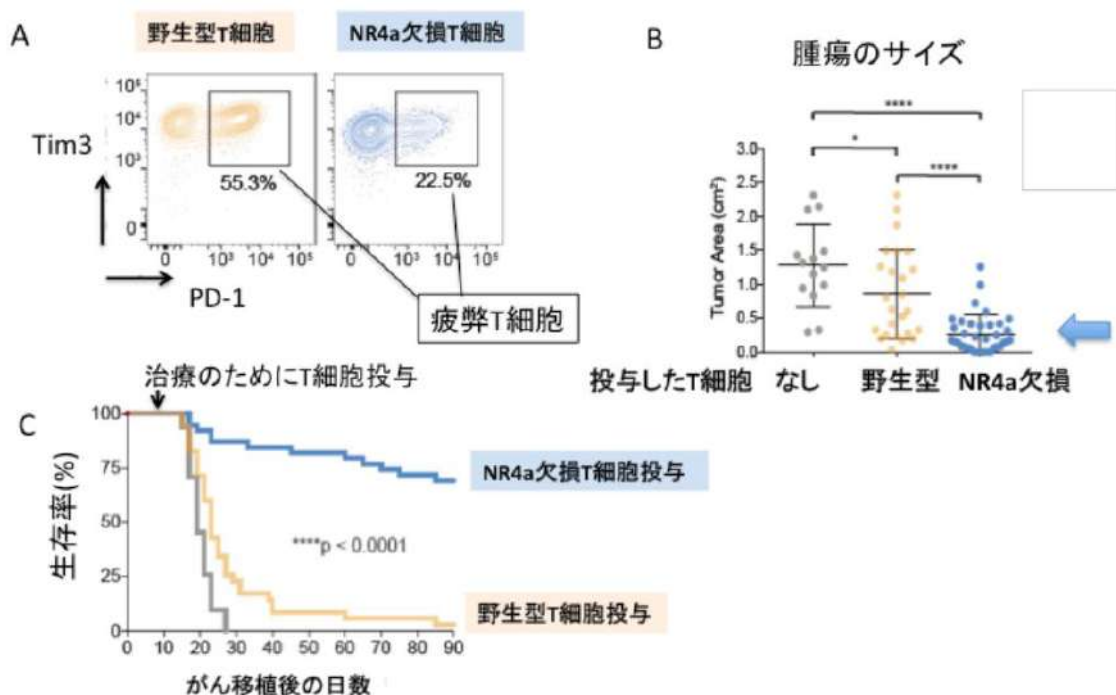 A
野生型T細胞
NR4a欠損T細胞
Tim3
10⁵
10⁴
10³
0
55.3%
22.5%
0 10³ 10⁴ 10⁵
0 10³ 10⁴ 10⁵
PD-1
疲弊T細胞
B
腫瘍のサイズ
****
*
****
Tumor Area (cm²)
3.0
2.5
2.0
1.5
1.0
0.5
0.0
投与したT細胞 なし 野生型 NR4a欠損
治療のためにT細胞投与
C
生存率(%)
100
75
50
25
0
NR4a欠損T細胞投与
****p < 0.0001
野生型T細胞投与
0 10 20 30 40 50 60 70 80 90
がん移植後の日数